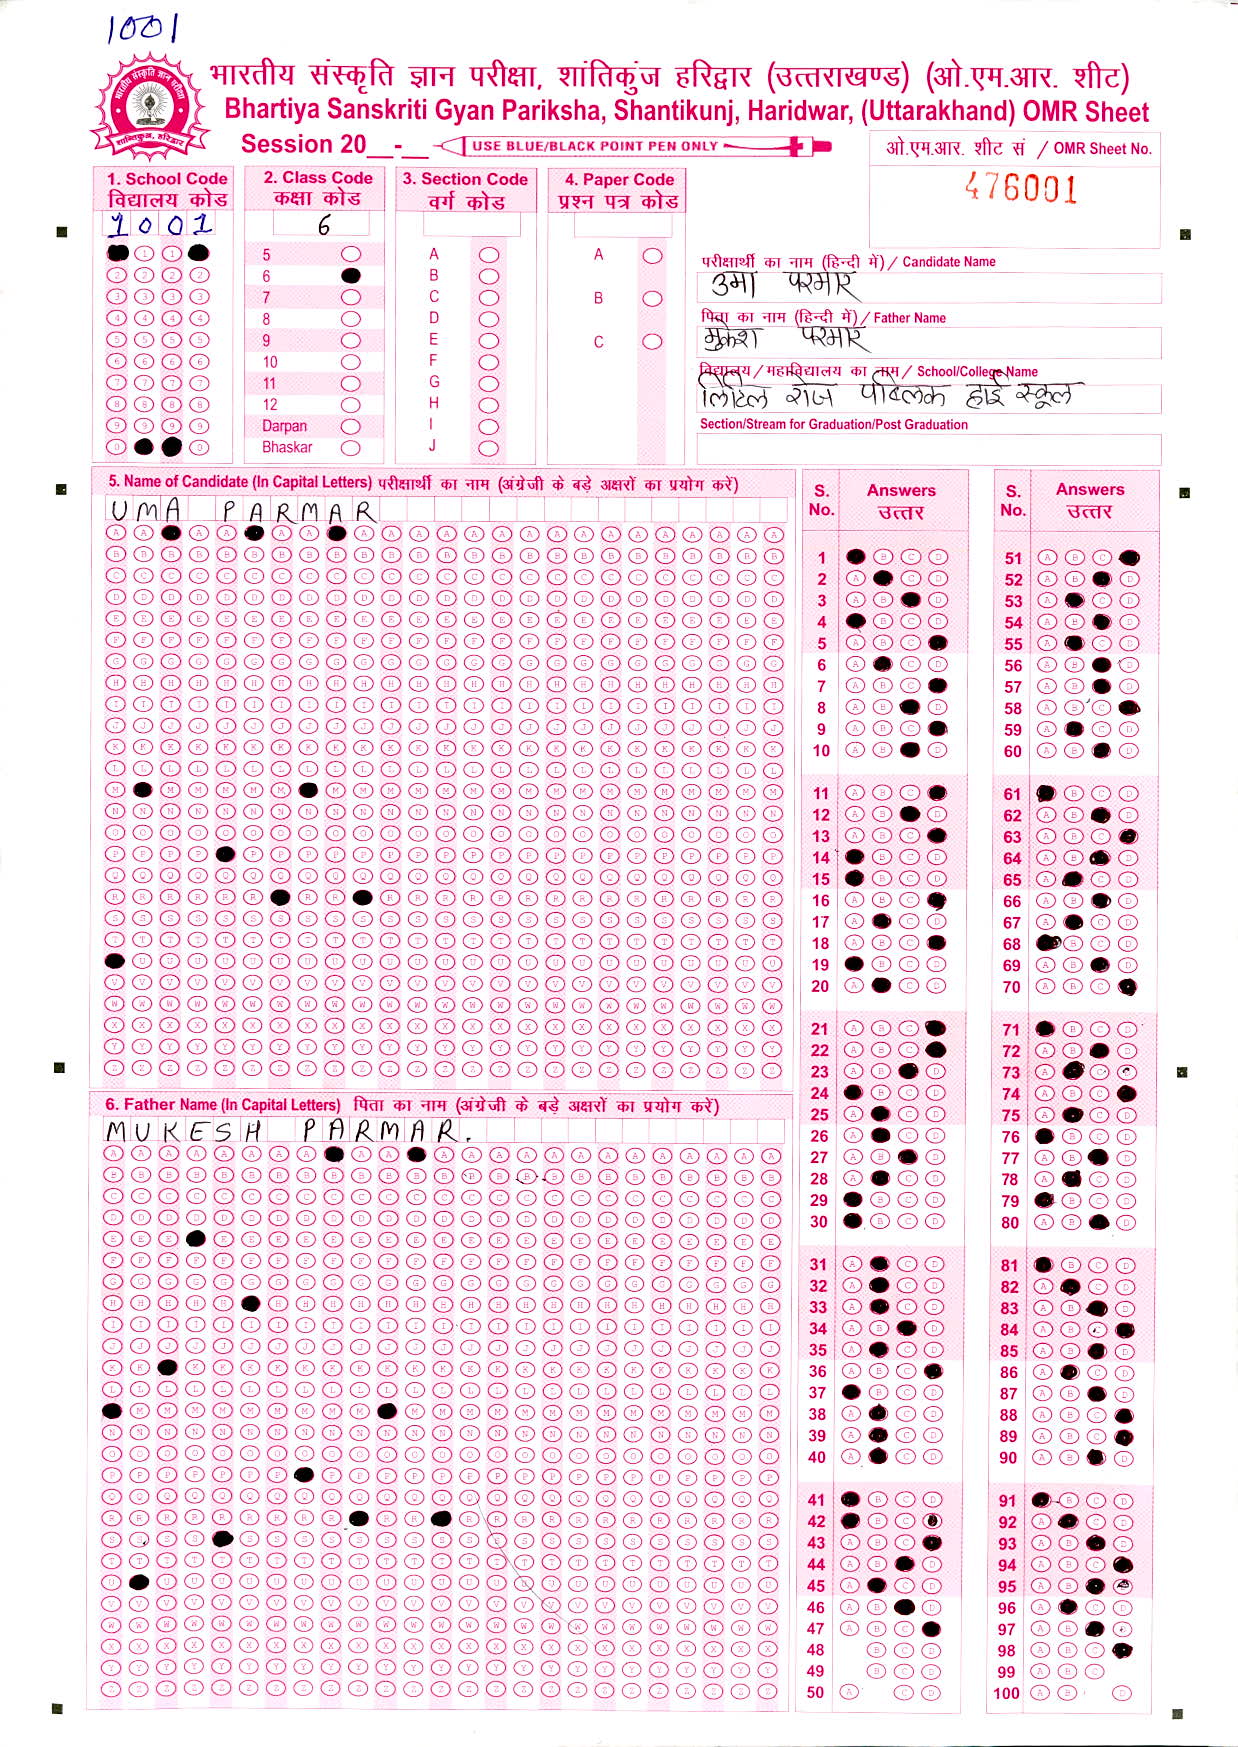 1001
भारतीय संस्कृति ज्ञान परीक्षा, शांतिकुंज हरिद्वार (उत्तराखण्ड) (ओ.एम.आर. शीट)
Bhartiya Sanskriti Gyan Pariksha, Shantikunj, Haridwar, (Uttarakhand) OMR Sheet
Session 20__-__ USE BLUE/BLACK POINT PEN ONLY
ओ.एम.आर. शीट सं / OMR Sheet No.
476001
1. School Code
विद्यालय कोड
1001
2. Class Code
कक्षा कोड
6
5
6
7
8
9
10
11
12
Darpan
Bhaskar
3. Section Code
वर्ग कोड
A
B
C
D
E
F
G
H
I
J
4. Paper Code
प्रश्न पत्र कोड
A
B
C
परीक्षार्थी का नाम (हिन्दी में) / Candidate Name
उमा परमार
पिता का नाम (हिन्दी में) / Father Name
मुकेश परमार
विद्यालय / महाविद्यालय का नाम / School/College Name
लिटिल रोज पब्लिक हाई स्कूल
Section/Stream for Graduation/Post Graduation
5. Name of Candidate (In Capital Letters) परीक्षार्थी का नाम (अंग्रेजी के बड़े अक्षरों का प्रयोग करें)
UMA PARMAR
6. Father Name (In Capital Letters) पिता का नाम (अंग्रेजी के बड़े अक्षरों का प्रयोग करें)
MUKESH PARMAR.
S. No. Answers उत्तर
1
2
3
4
5
6
7
8
9
10
11
12
13
14
15
16
17
18
19
20
21
22
23
24
25
26
27
28
29
30
31
32
33
34
35
36
37
38
39
40
41
42
43
44
45
46
47
48
49
50
S. No. Answers उत्तर
51
52
53
54
55
56
57
58
59
60
61
62
63
64
65
66
67
68
69
70
71
72
73
74
75
76
77
78
79
80
81
82
83
84
85
86
87
88
89
90
91
92
93
94
95
96
97
98
99
100